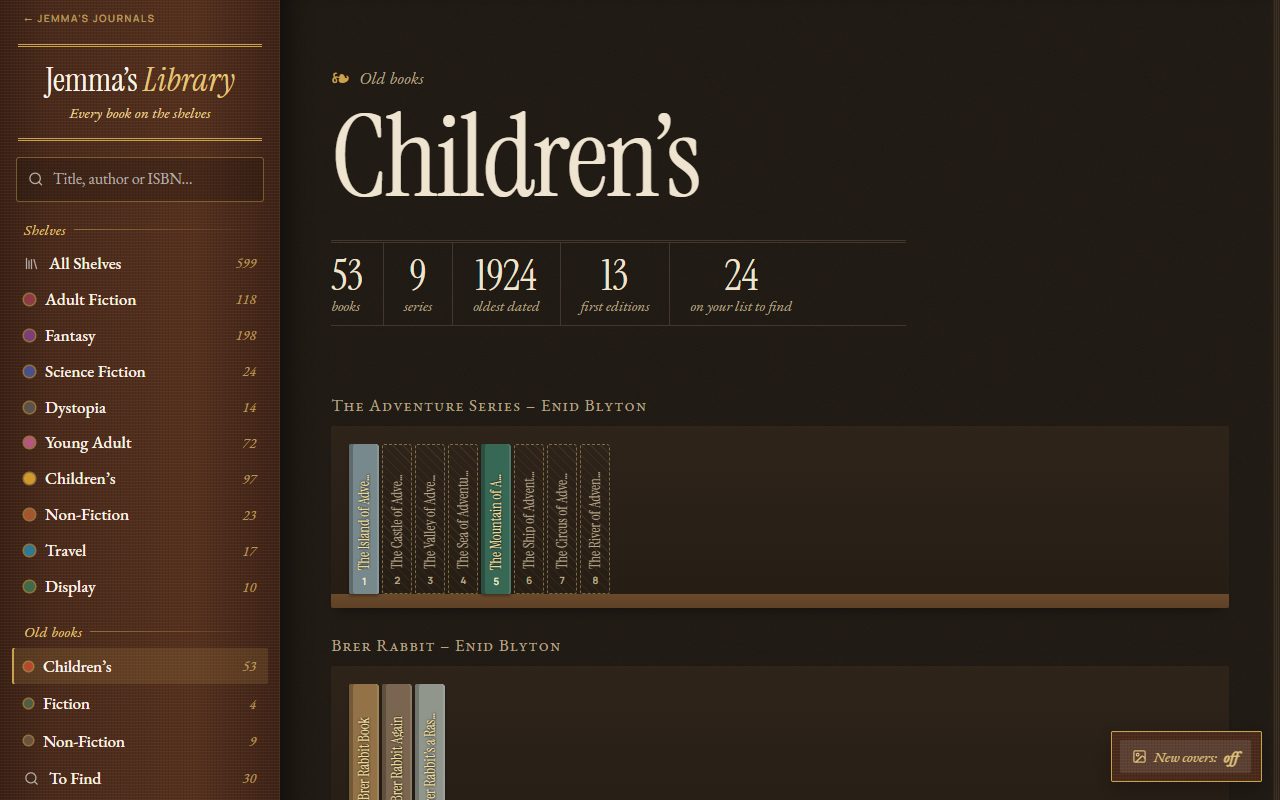 ← JEMMA'S JOURNALS
Jemma's Library
Every book on the shelves
Title, author or ISBN...
Shelves
All Shelves 599
Adult Fiction 118
Fantasy 198
Science Fiction 24
Dystopia 14
Young Adult 72
Children's 97
Non-Fiction 23
Travel 17
Display 10
Old books
Children's 53
Fiction 4
Non-Fiction 9
To Find 30
Old books
Children's
53 books
9 series
1924 oldest dated
13 first editions
24 on your list to find
The Adventure Series – Enid Blyton
The Island of Adve... 1
The Castle of Adve... 2
The Valley of Adve... 3
The Sea of Adventu... 4
The Mountain of A... 5
The Ship of Advent... 6
The Circus of Adve... 7
The River of Adven... 8
Brer Rabbit – Enid Blyton
Brer Rabbit Book
Brer Rabbit Again
Rabbit's a Ras...
New covers: off